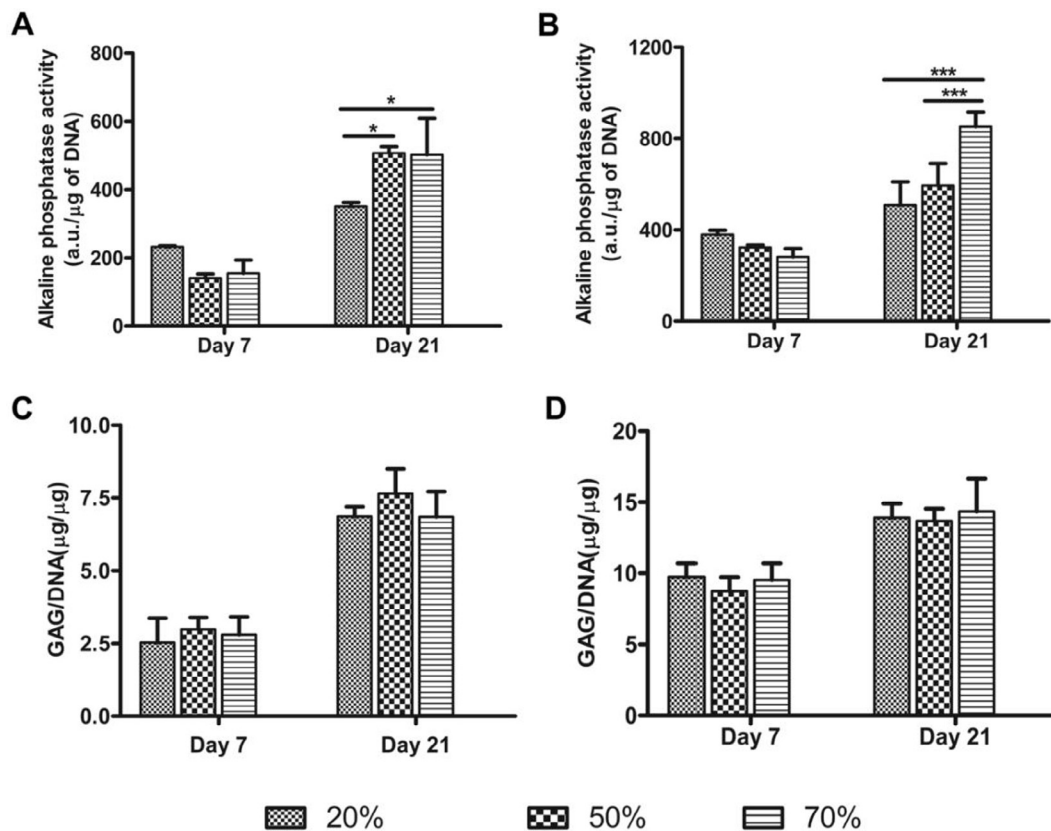 A
Alkaline phosphatase activity
(a.u./µg of DNA)
800
600
400
200
0
*
*
Day 7
Day 21
B
Alkaline phosphatase activity
(a.u./µg of DNA)
1200
800
400
0
***
***
Day 7
Day 21
C
GAG/DNA(µg/µg)
10.0
7.5
5.0
2.5
0.0
Day 7
Day 21
D
GAG/DNA(µg/µg)
20
15
10
5
0
Day 7
Day 21
20%
50%
70%